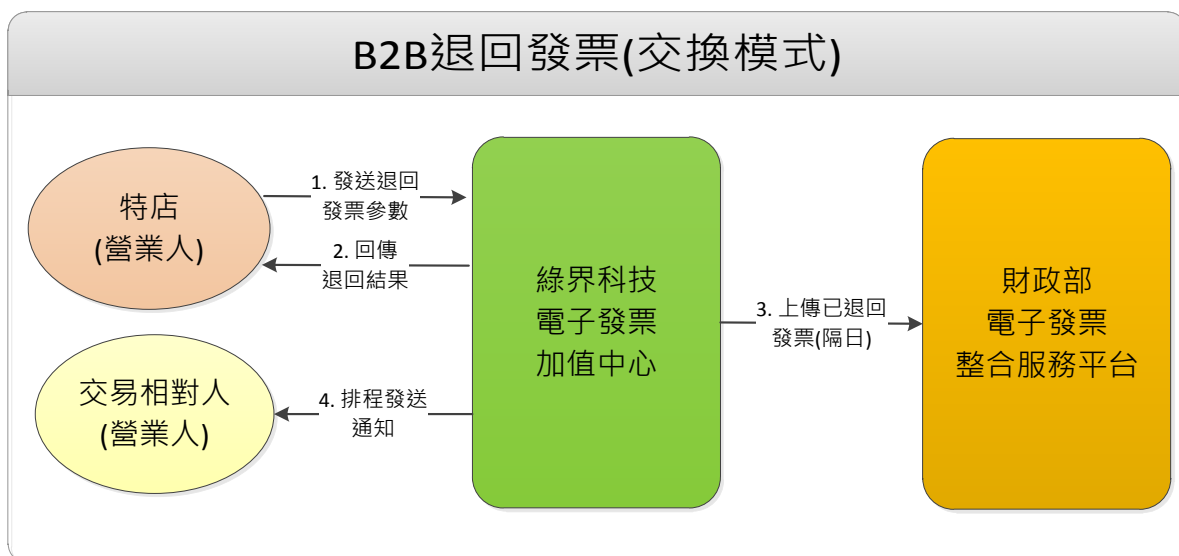 B2B退回發票(交換模式)
特店
(營業人)
1. 發送退回
發票參數
2. 回傳
退回結果
綠界科技
電子發票
加值中心
3. 上傳已退回
發票(隔日)
財政部
電子發票
整合服務平台
交易相對人
(營業人)
4. 排程發送
通知